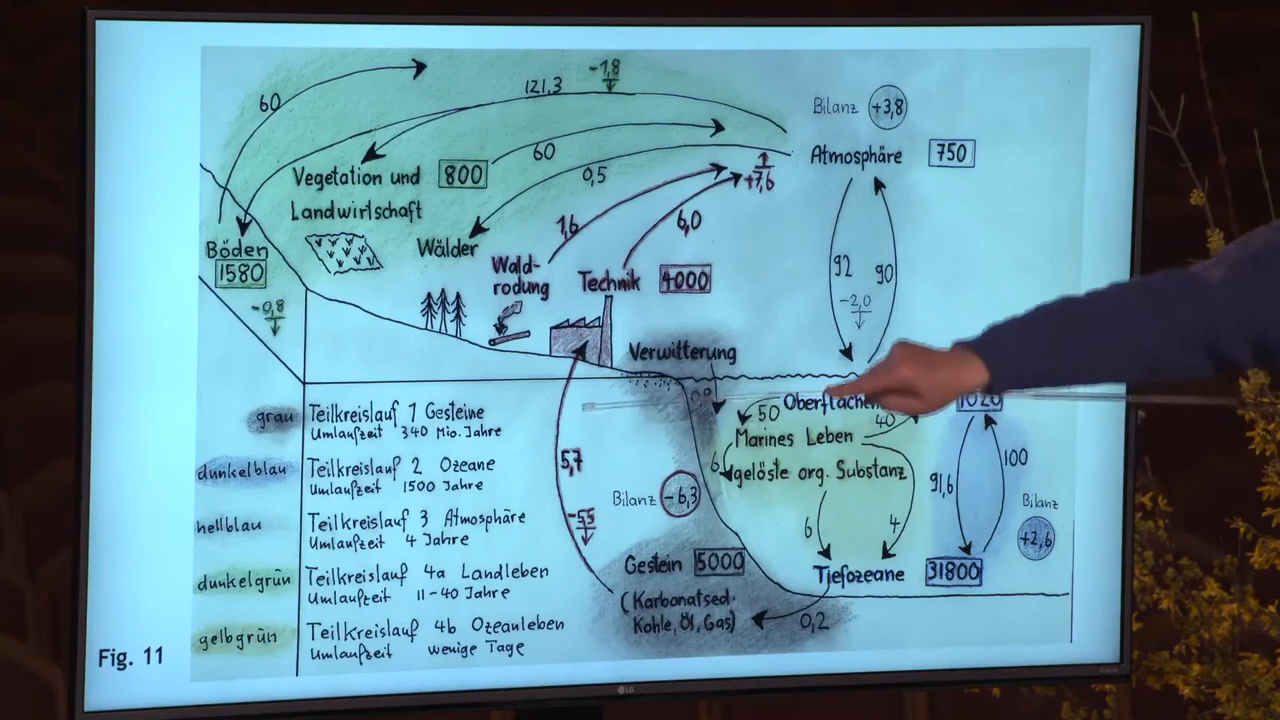 60
121,3
-1,8
Bilanz +3,8
Atmosphäre 750
Vegetation und 800
Landwirtschaft
60
0,5
+7,6
Böden
1580
-0,8
Wälder
1,6
6,0
Wald-
rodung
Technik 4000
92
90
-2,0
Verwitterung
grau
Teilkreislauf 1 Gesteine
Umlaufzeit 340 Mio. Jahre
dunkelblau
Teilkreislauf 2 Ozeane
Umlaufzeit 1500 Jahre
hellblau
Teilkreislauf 3 Atmosphäre
Umlaufzeit 4 Jahre
dunkelgrün
Teilkreislauf 4a Landleben
Umlaufzeit 11-40 Jahre
gelbgrün
Teilkreislauf 4b Ozeanleben
Umlaufzeit wenige Tage
5,7
-5,5
Bilanz -6,3
Gestein 5000
(Karbonatsed.
Kohle, Öl, Gas)
0,2
50
40
1020
Marines Leben
6
gelöste org. Substanz
6
4
Tiefozeane 31800
91,6
100
Bilanz
+2,6
Fig. 11
LG